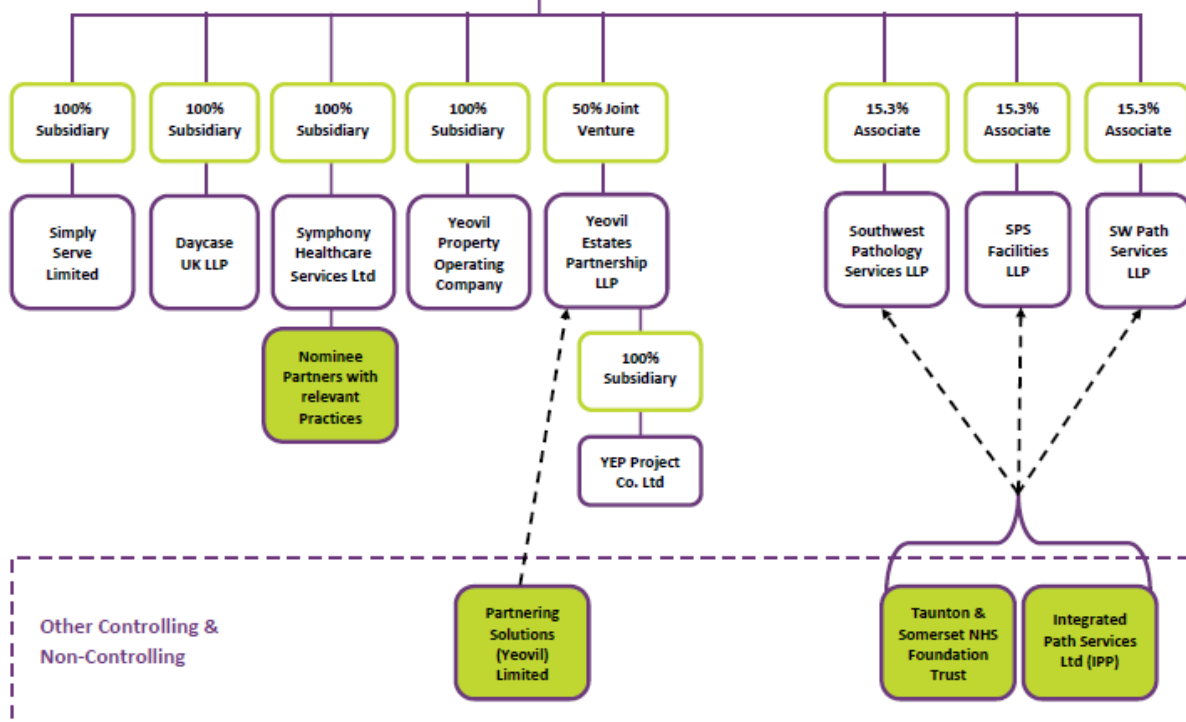 100%
Subsidiary
100%
Subsidiary
100%
Subsidiary
100%
Subsidiary
50% Joint
Venture
15.3%
Associate
15.3%
Associate
15.3%
Associate
Simply
Serve
Limited
Daycase
UK LLP
Symphony
Healthcare
Services Ltd
Yeovil
Property
Operating
Company
Yeovil
Estates
Partnership
LLP
Southwest
Pathology
Services LLP
SPS
Facilities
LLP
SW Path
Services
LLP
Nominee
Partners with
relevant
Practices
100%
Subsidiary
YEP Project
Co. Ltd
Other Controlling &
Non-Controlling
Partnering
Solutions
(Yeovil)
Limited
Taunton &
Somerset NHS
Foundation
Trust
Integrated
Path Services
Ltd (IPP)